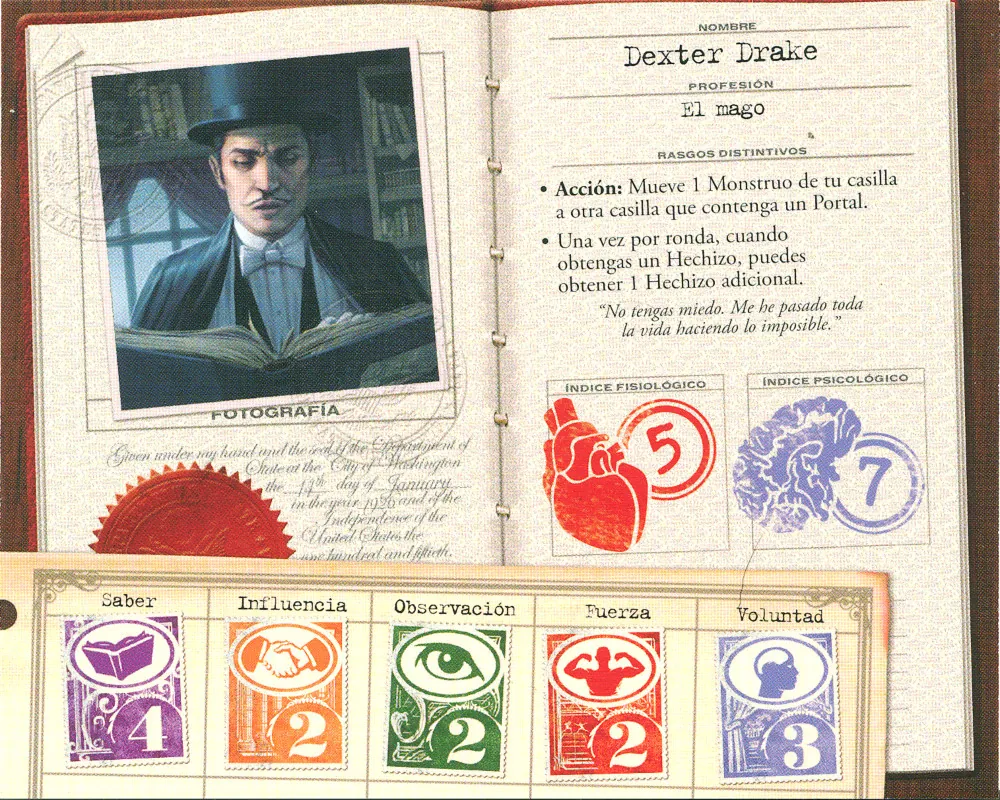 FOTOGRAFÍA
Given under my hand and the seal of the Department of
State at the City of Washington
the 14th day of January
in the year 1926 and of the
Independence of the
United States the
one hundred and fiftieth.
NOMBRE
Dexter Drake
PROFESIÓN
El mago
RASGOS DISTINTIVOS
• Acción: Mueve 1 Monstruo de tu casilla
a otra casilla que contenga un Portal.
• Una vez por ronda, cuando
obtengas un Hechizo, puedes
obtener 1 Hechizo adicional.
“No tengas miedo. Me he pasado toda
la vida haciendo lo imposible.”
ÍNDICE FISIOLÓGICO
5
ÍNDICE PSICOLÓGICO
7
Saber
Influencia
Observación
Fuerza
Voluntad
4
2
2
2
3